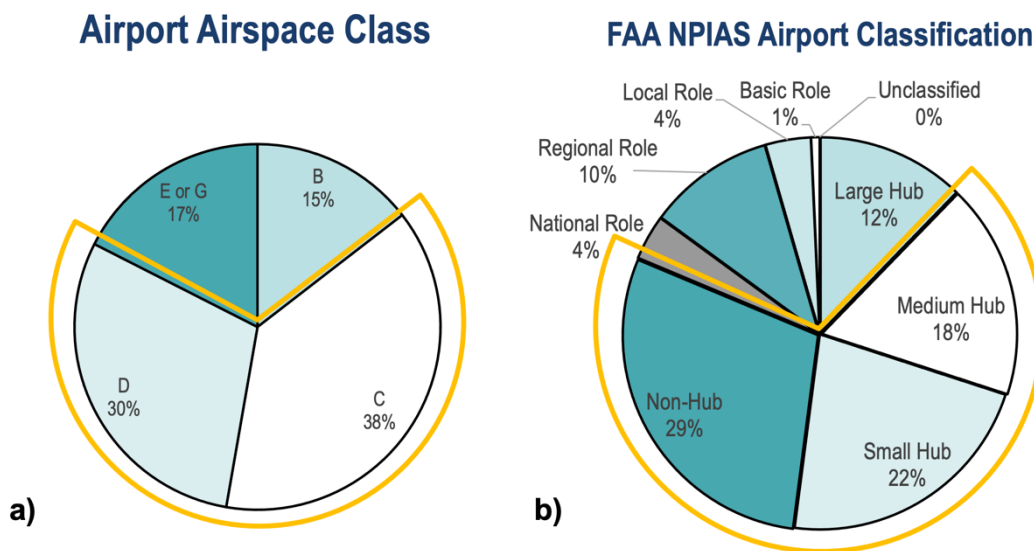 Airport Airspace Class
E or G
17%
B
15%
D
30%
C
38%
a)
FAA NPIAS Airport Classification
Unclassified
0%
Basic Role
1%
Local Role
4%
Regional Role
10%
National Role
4%
Large Hub
12%
Medium Hub
18%
Non-Hub
29%
Small Hub
22%
b)